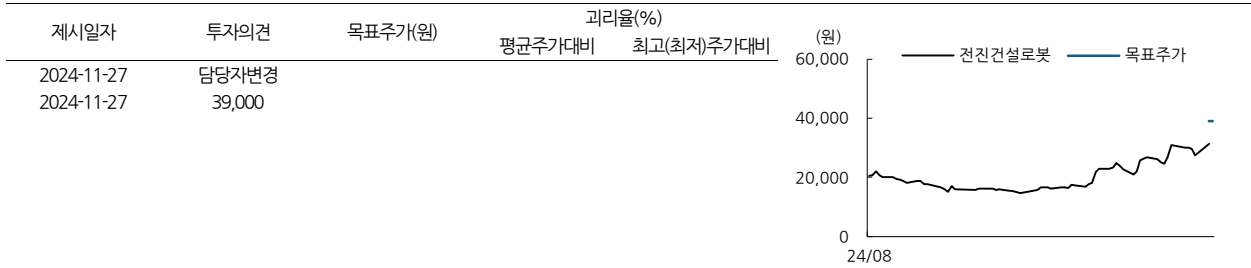 제시일자 투자의견 목표주가(원) 괴리율(%)
평균주가대비 최고(최저)주가대비
2024-11-27 담당자변경
2024-11-27 39,000
(원)
전진건설로봇 목표주가
60,000
40,000
20,000
0
24/08